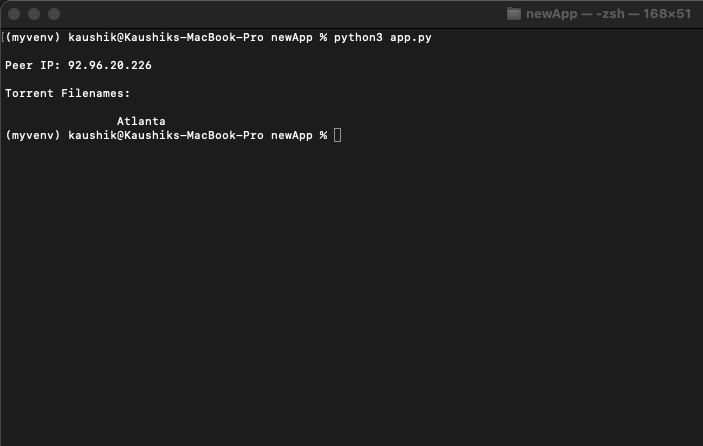 newApp — -zsh — 168×51
(myvenv) kaushik@Kaushiks-MacBook-Pro newApp % python3 app.py
Peer IP: 92.96.20.226
Torrent Filenames:
Atlanta
(myvenv) kaushik@Kaushiks-MacBook-Pro newApp %